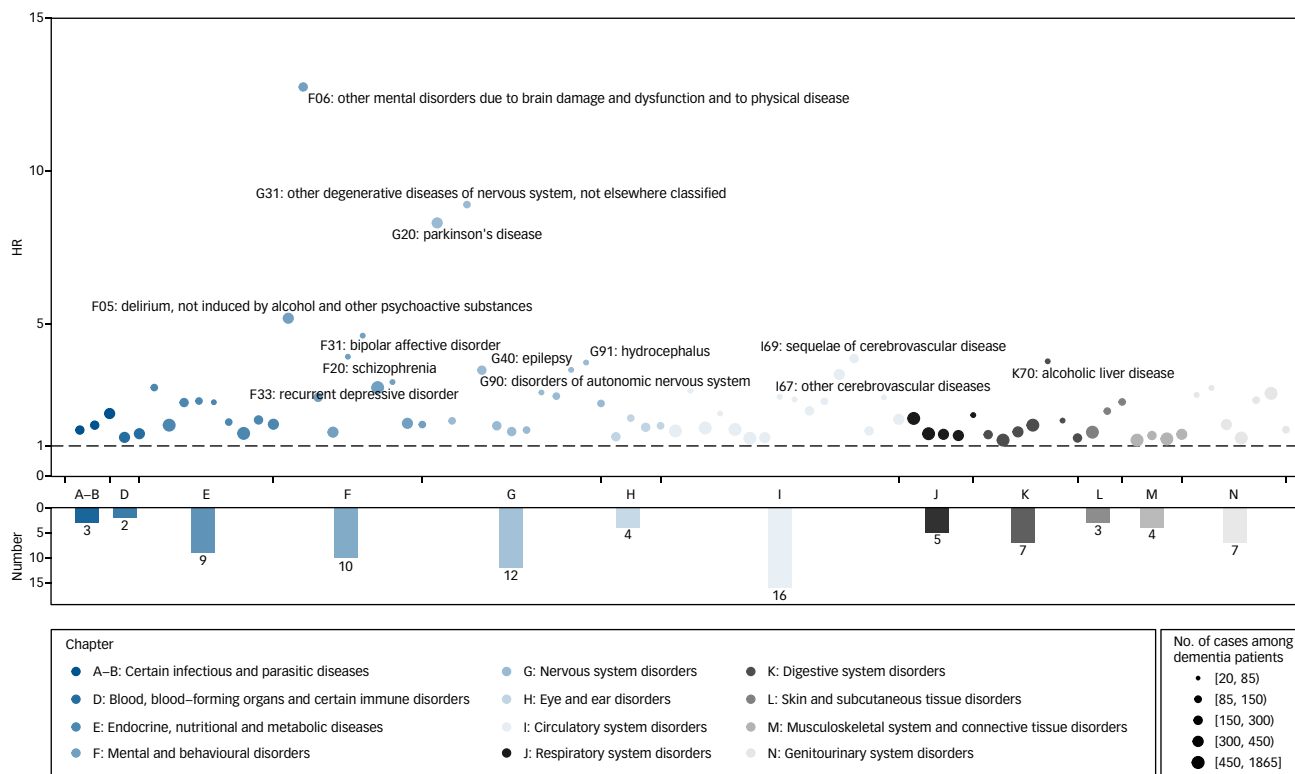 15
F06: other mental disorders due to brain damage and dysfunction and to physical disease
10
G31: other degenerative diseases of nervous system, not elsewhere classified
G20: parkinson's disease
HR
F05: delirium, not induced by alcohol and other psychoactive substances
5
F31: bipolar affective disorder
G40: epilepsy
G91: hydrocephalus
I69: sequelae of cerebrovascular disease
F20: schizophrenia
K70: alcoholic liver disease
G90: disorders of autonomic nervous system
I67: other cerebrovascular diseases
F33: recurrent depressive disorder
1
0
A–B D E F G H I J K L M N
0
5
10
15
Number
3 2 9 10 12 4 16 5 7 3 4 7
Chapter
A–B: Certain infectious and parasitic diseases
D: Blood, blood–forming organs and certain immune disorders
E: Endocrine, nutritional and metabolic diseases
F: Mental and behavioural disorders
G: Nervous system disorders
H: Eye and ear disorders
I: Circulatory system disorders
J: Respiratory system disorders
K: Digestive system disorders
L: Skin and subcutaneous tissue disorders
M: Musculoskeletal system and connective tissue disorders
N: Genitourinary system disorders
No. of cases among
dementia patients
[20, 85)
[85, 150)
[150, 300)
[300, 450)
[450, 1865]